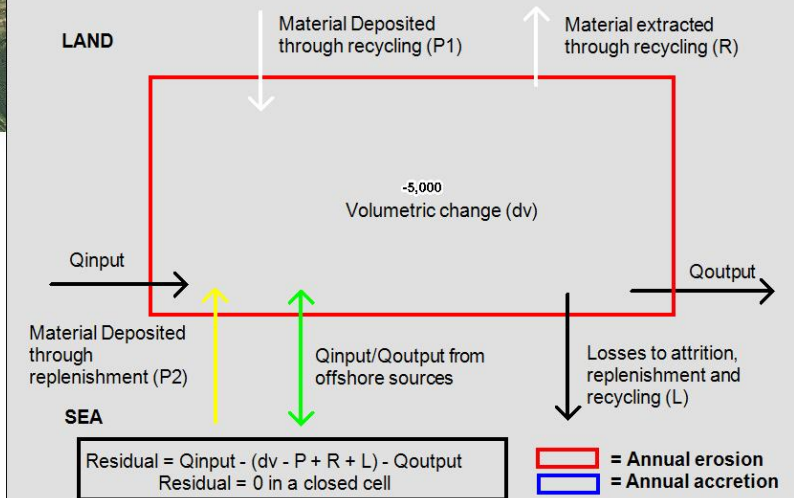 LAND
Material Deposited
through recycling (P1)
Material extracted
through recycling (R)
-5,000
Volumetric change (dv)
Qinput
Qoutput
Material Deposited
through
replenishment (P2)
Qinput/Qoutput from
offshore sources
Losses to attrition,
replenishment and
recycling (L)
SEA
Residual = Qinput - (dv - P + R + L) - Qoutput
Residual = 0 in a closed cell
= Annual erosion
= Annual accretion